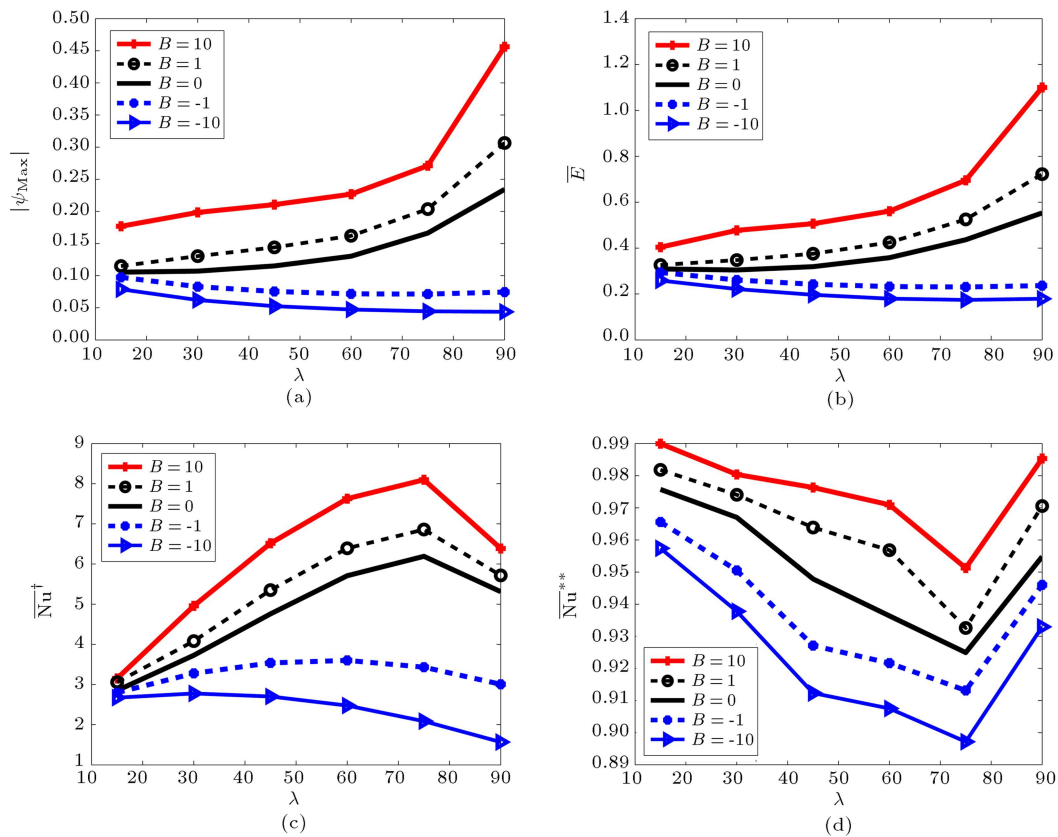 0.50
0.45
0.40
0.35
0.30
0.25
0.20
0.15
0.10
0.05
0.00
|ψMax|
B = 10
B = 1
B = 0
B = -1
B = -10
10 20 30 40 50 60 70 80 90
λ
(a)
1.4
1.2
1.0
0.8
0.6
0.4
0.2
0.0
E̅
B = 10
B = 1
B = 0
B = -1
B = -10
10 20 30 40 50 60 70 80 90
λ
(b)
9
8
7
6
5
4
3
2
1
N̅u̅†
B = 10
B = 1
B = 0
B = -1
B = -10
10 20 30 40 50 60 70 80 90
λ
(c)
0.99
0.98
0.97
0.96
0.95
0.94
0.93
0.92
0.91
0.90
0.89
N̅u̅**
B = 10
B = 1
B = 0
B = -1
B = -10
10 20 30 40 50 60 70 80 90
λ
(d)